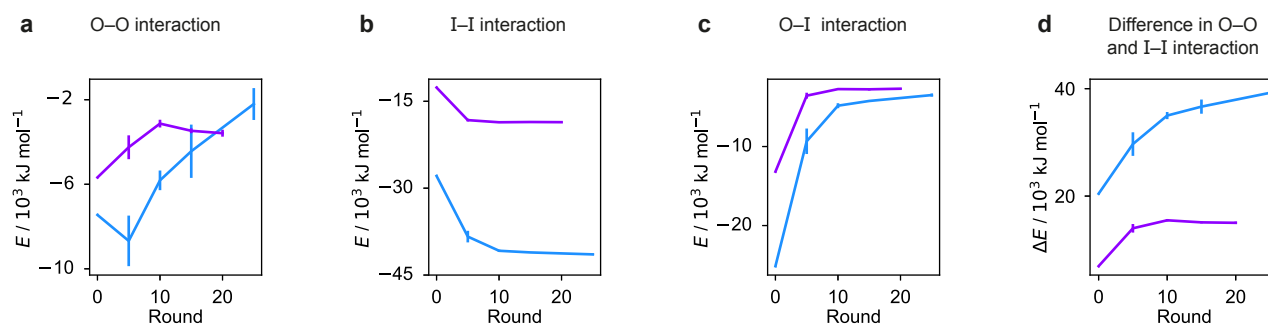 a
O–O interaction
E / 10³ kJ mol⁻¹
−2
−6
−10
0
10
20
Round
b
I–I interaction
E / 10³ kJ mol⁻¹
−15
−30
−45
0
10
20
Round
c
O–I interaction
E / 10³ kJ mol⁻¹
−10
−20
0
10
20
Round
d
Difference in O–O
and I–I interaction
ΔE / 10³ kJ mol⁻¹
40
20
0
10
20
Round